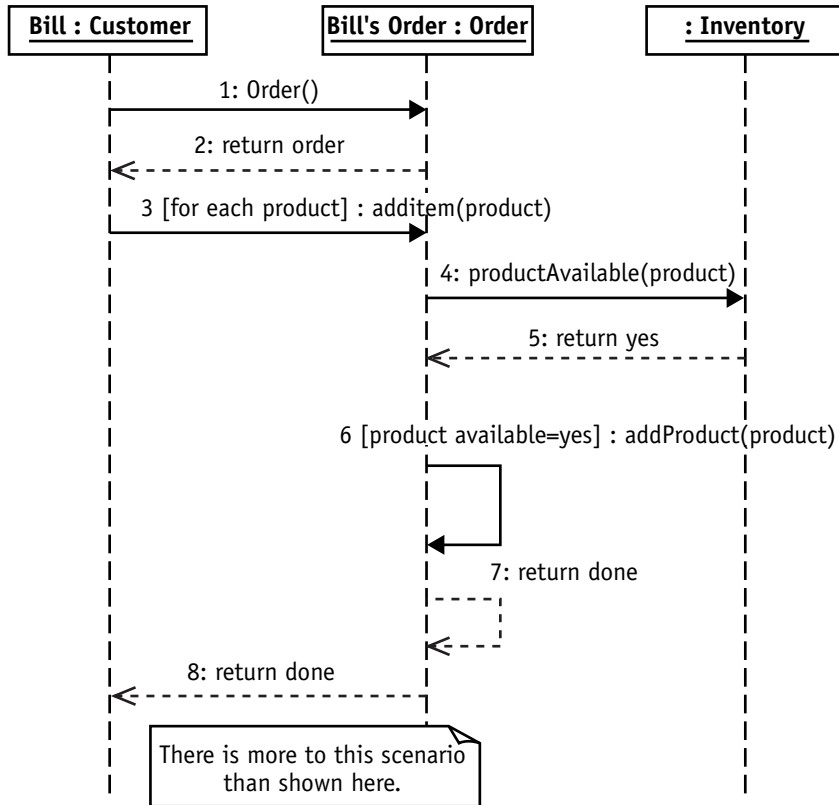 Bill : Customer
Bill's Order : Order
: Inventory
1: Order()
2: return order
3 [for each product] : additem(product)
4: productAvailable(product)
5: return yes
6 [product available=yes] : addProduct(product)
7: return done
8: return done
There is more to this scenario
than shown here.